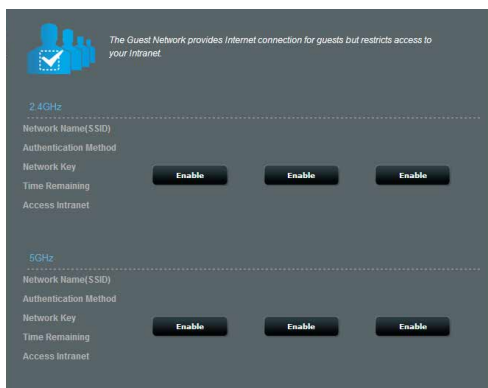 The Guest Network provides Internet connection for guests but restricts access to
your Intranet.
2.4GHz
Network Name(SSID)
Authentication Method
Network Key
Time Remaining
Access Intranet
Enable Enable Enable
5GHz
Network Name(SSID)
Authentication Method
Network Key
Time Remaining
Access Intranet
Enable Enable Enable